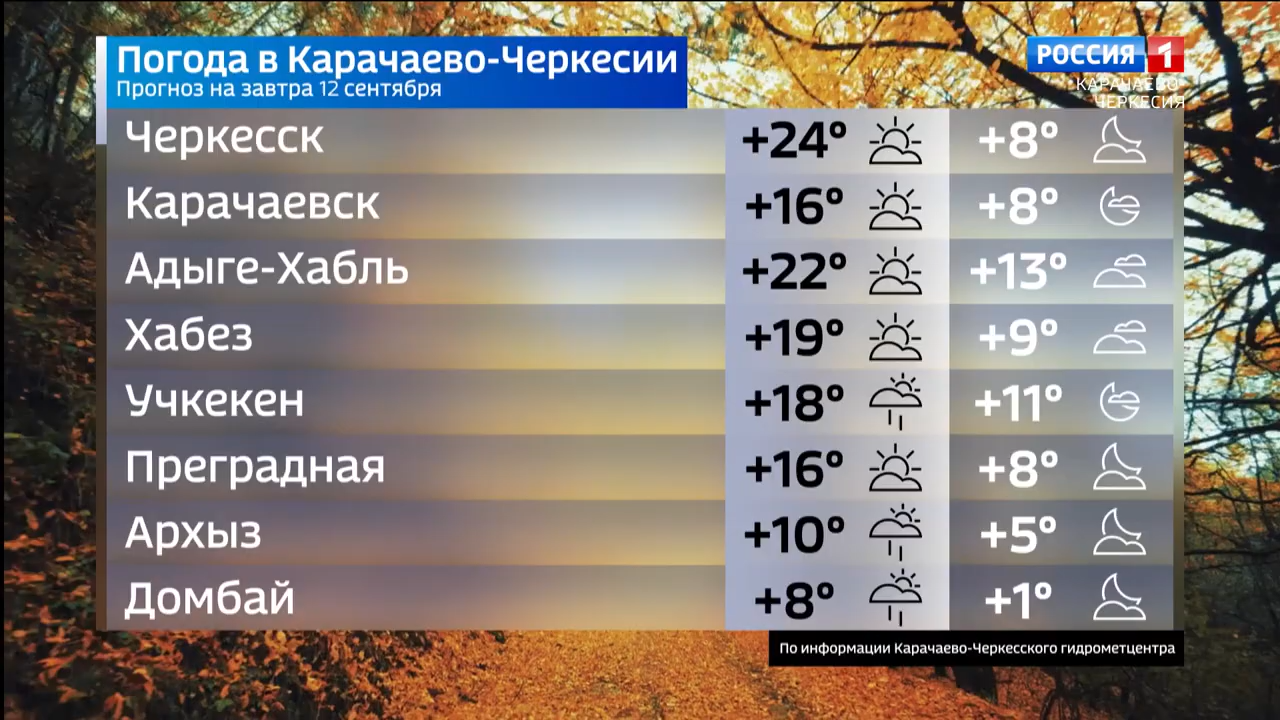 Погода в Карачаево-Черкесии
Прогноз на завтра 12 сентября
РОССИЯ 1
КАРАЧАЕВО
ЧЕРКЕСИЯ
Черкесск +24° +8°
Карачаевск +16° +8°
Адыге-Хабль +22° +13°
Хабез +19° +9°
Учкекен +18° +11°
Преградная +16° +8°
Архыз +10° +5°
Домбай +8° +1°
По информации Карачаево-Черкесского гидрометцентра